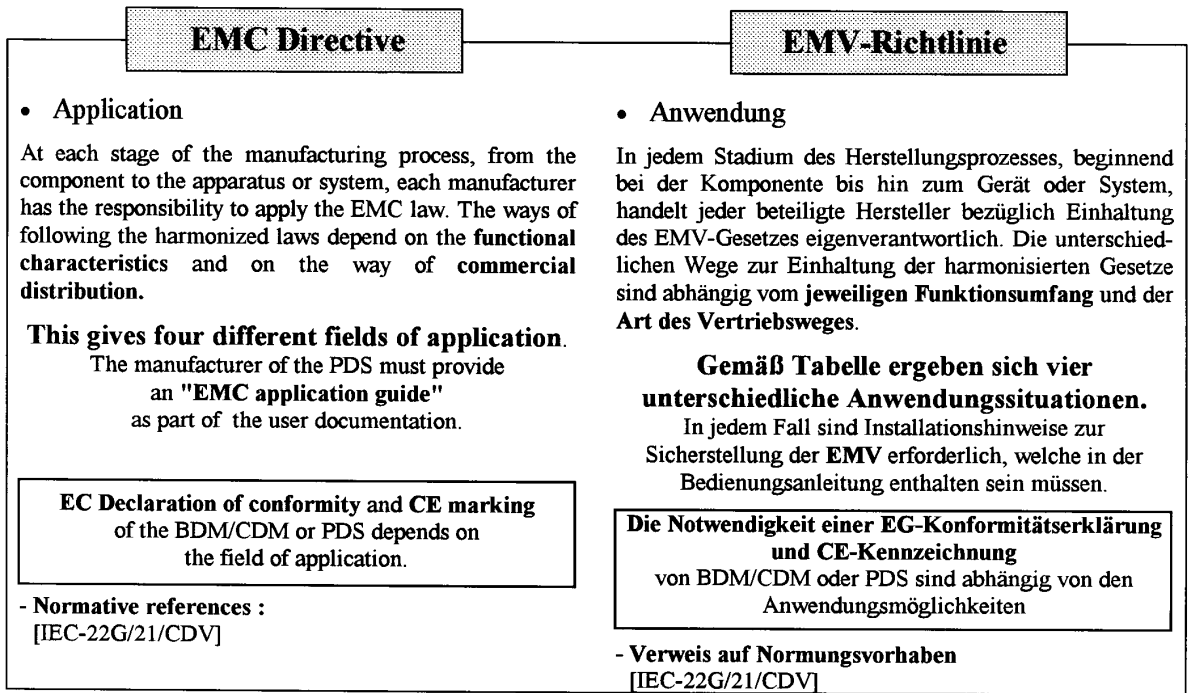 EMC Directive
• Application
At each stage of the manufacturing process, from the
component to the apparatus or system, each manufacturer
has the responsibility to apply the EMC law. The ways of
following the harmonized laws depend on the functional
characteristics and on the way of commercial
distribution.
This gives four different fields of application.
The manufacturer of the PDS must provide
an "EMC application guide"
as part of the user documentation.
EC Declaration of conformity and CE marking
of the BDM/CDM or PDS depends on
the field of application.
- Normative references :
[IEC-22G/21/CDV]
EMV-Richtlinie
• Anwendung
In jedem Stadium des Herstellungsprozesses, beginnend
bei der Komponente bis hin zum Gerät oder System,
handelt jeder beteiligte Hersteller bezüglich Einhaltung
des EMV-Gesetzes eigenverantwortlich. Die unterschied-
lichen Wege zur Einhaltung der harmonisierten Gesetze
sind abhängig vom jeweiligen Funktionsumfang und der
Art des Vertriebsweges.
Gemäß Tabelle ergeben sich vier
unterschiedliche Anwendungssituationen.
In jedem Fall sind Installationshinweise zur
Sicherstellung der EMV erforderlich, welche in der
Bedienungsanleitung enthalten sein müssen.
Die Notwendigkeit einer EG-Konformitätserklärung
und CE-Kennzeichnung
von BDM/CDM oder PDS sind abhängig von den
Anwendungsmöglichkeiten
- Verweis auf Normungsvorhaben
[IEC-22G/21/CDV]